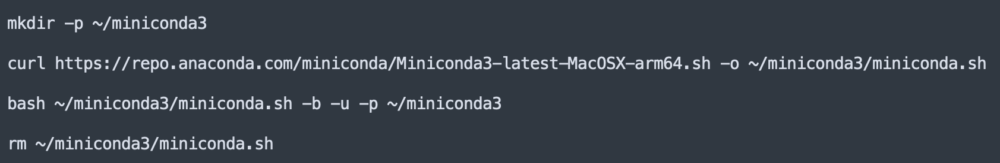 mkdir -p ~/miniconda3
curl https://repo.anaconda.com/miniconda/Miniconda3-latest-MacOSX-arm64.sh -o ~/miniconda3/miniconda.sh
bash ~/miniconda3/miniconda.sh -b -u -p ~/miniconda3
rm ~/miniconda3/miniconda.sh